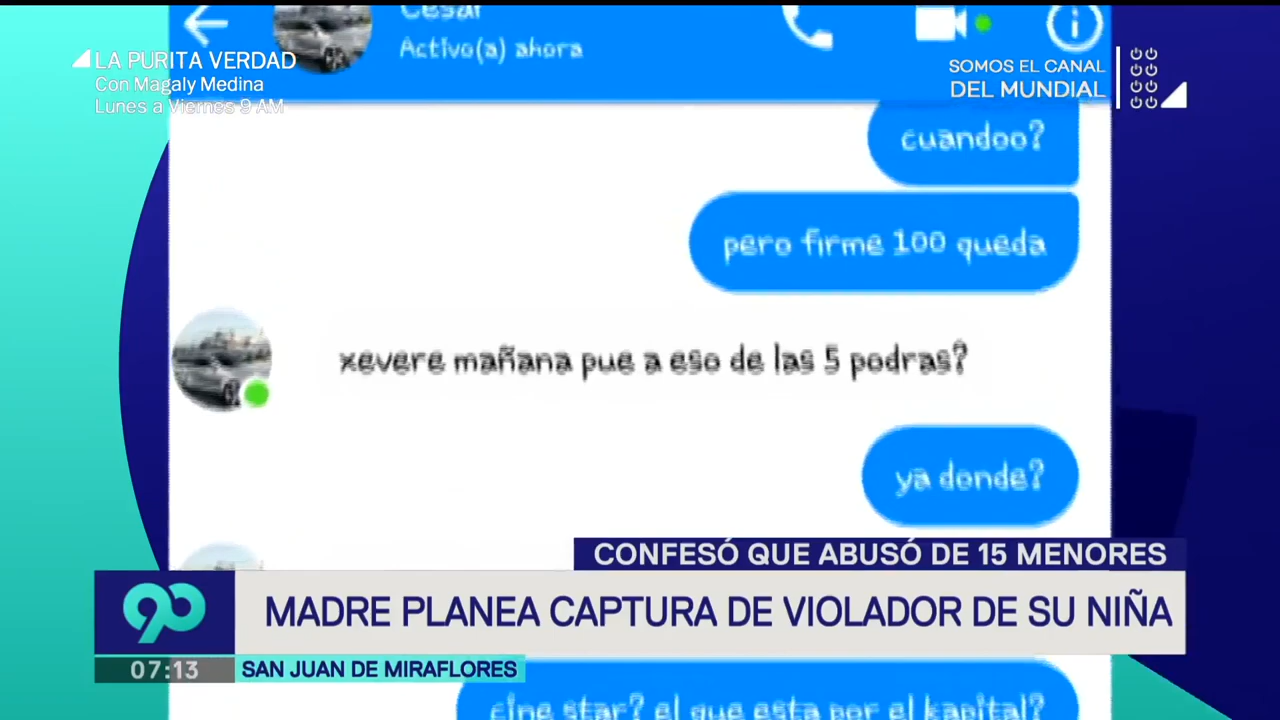 Cesar
Activo(a) ahora
LA PURITA VERDAD
Con Magaly Medina
Lunes a Viernes 9 AM
SOMOS EL CANAL
DEL MUNDIAL
cuandoo?
pero firme 100 queda
xevere mañana pue a eso de las 5 podras?
ya donde?
CONFESÓ QUE ABUSÓ DE 15 MENORES
90
MADRE PLANEA CAPTURA DE VIOLADOR DE SU NIÑA
07:13
SAN JUAN DE MIRAFLORES
cine star? el que esta por el kapital?